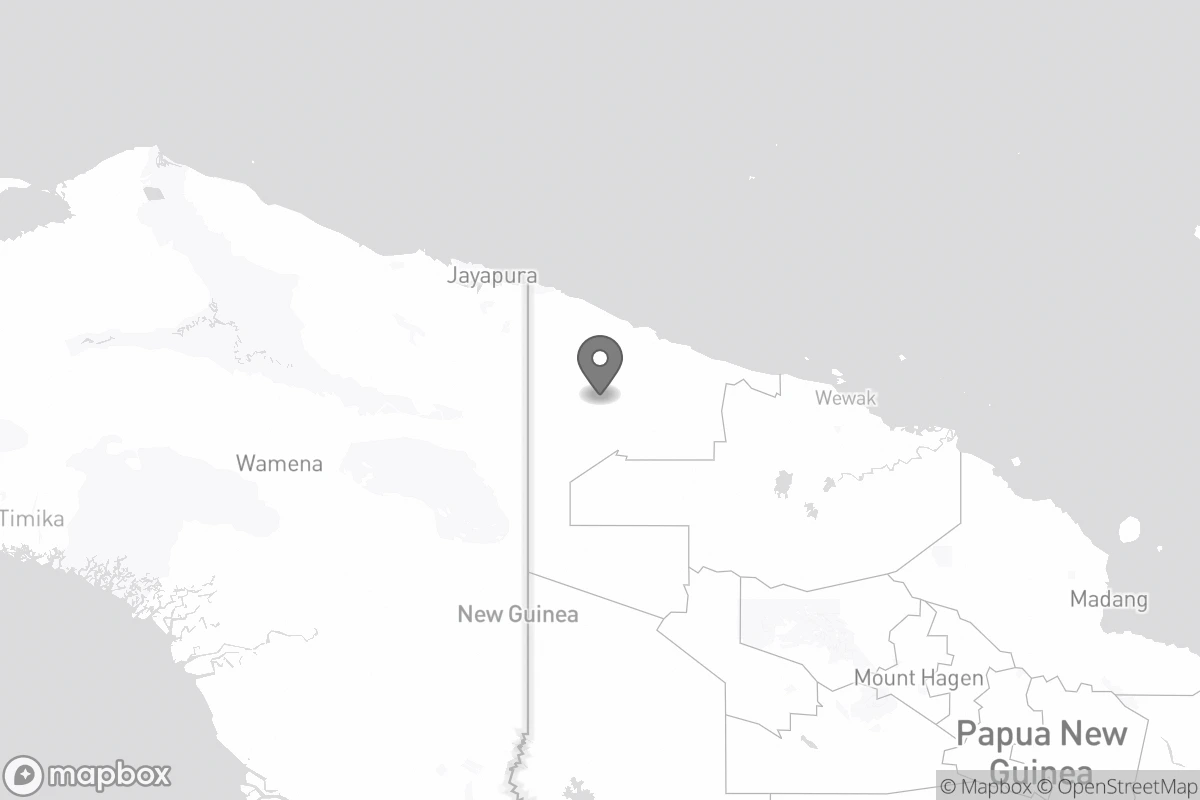 Jayapura
Wewak
Wamena
Timika
Madang
New Guinea
Mount Hagen
Papua New
Guinea
mapbox
© Mapbox © OpenStreetMap